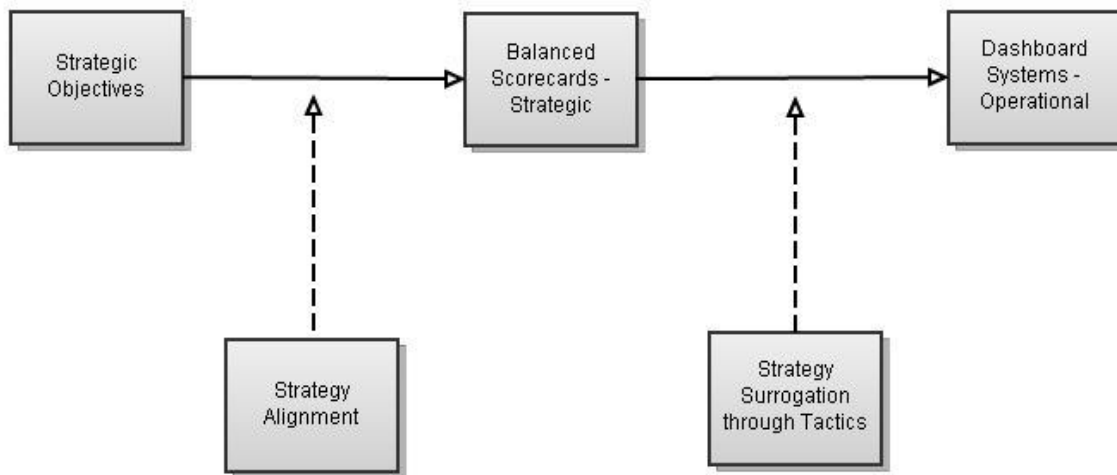 Strategic
Objectives
Balanced
Scorecards -
Strategic
Dashboard
Systems -
Operational
Strategy
Alignment
Strategy
Surrogation
through Tactics